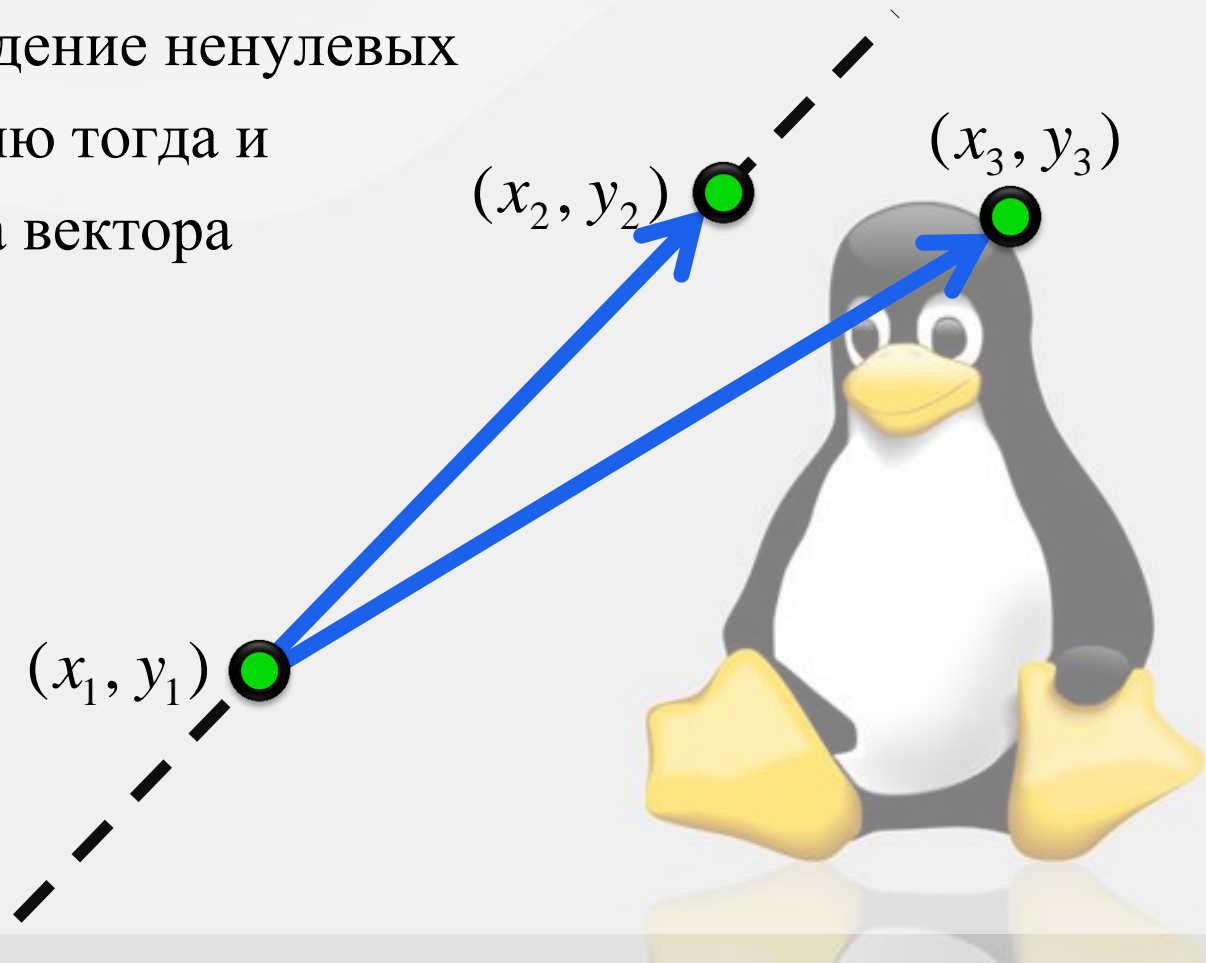 дение ненулевых
ю тогда и
вектора
(x₃, y₃)
(x₂, y₂)
(x₁, y₁)